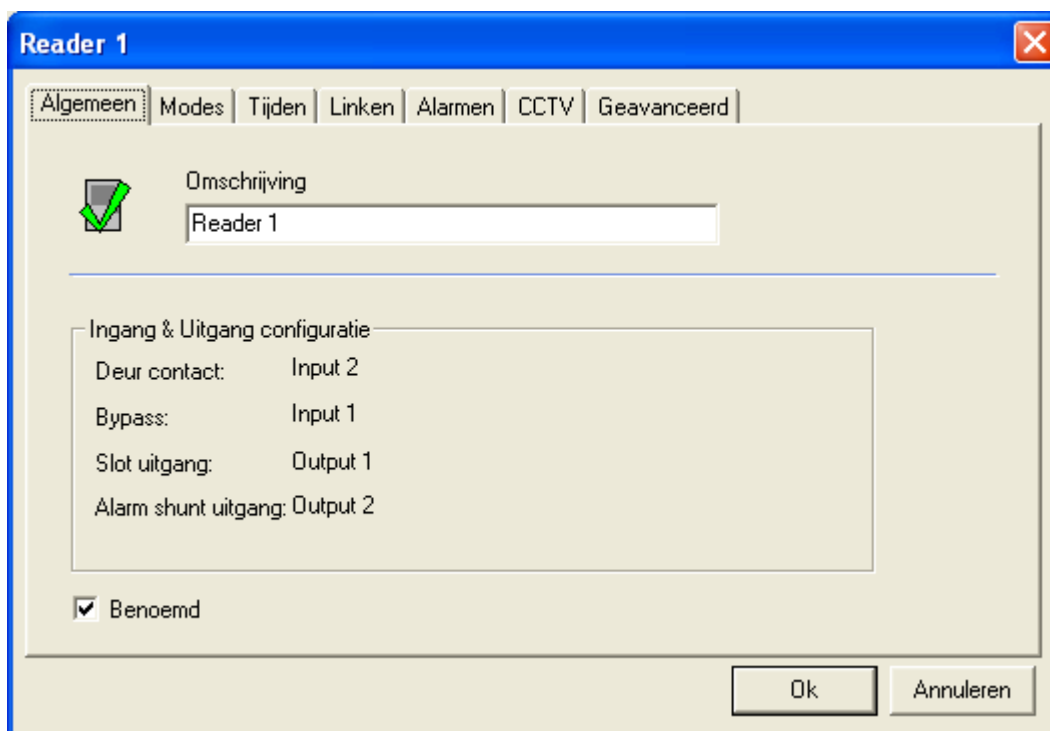 Reader 1
Algemeen Modes Tijden Linken Alarmen CCTV Geavanceerd
Omschrijving
Reader 1
Ingang & Uitgang configuratie
Deur contact: Input 2
Bypass: Input 1
Slot uitgang: Output 1
Alarm shunt uitgang: Output 2
Benoemd
Ok Annuleren